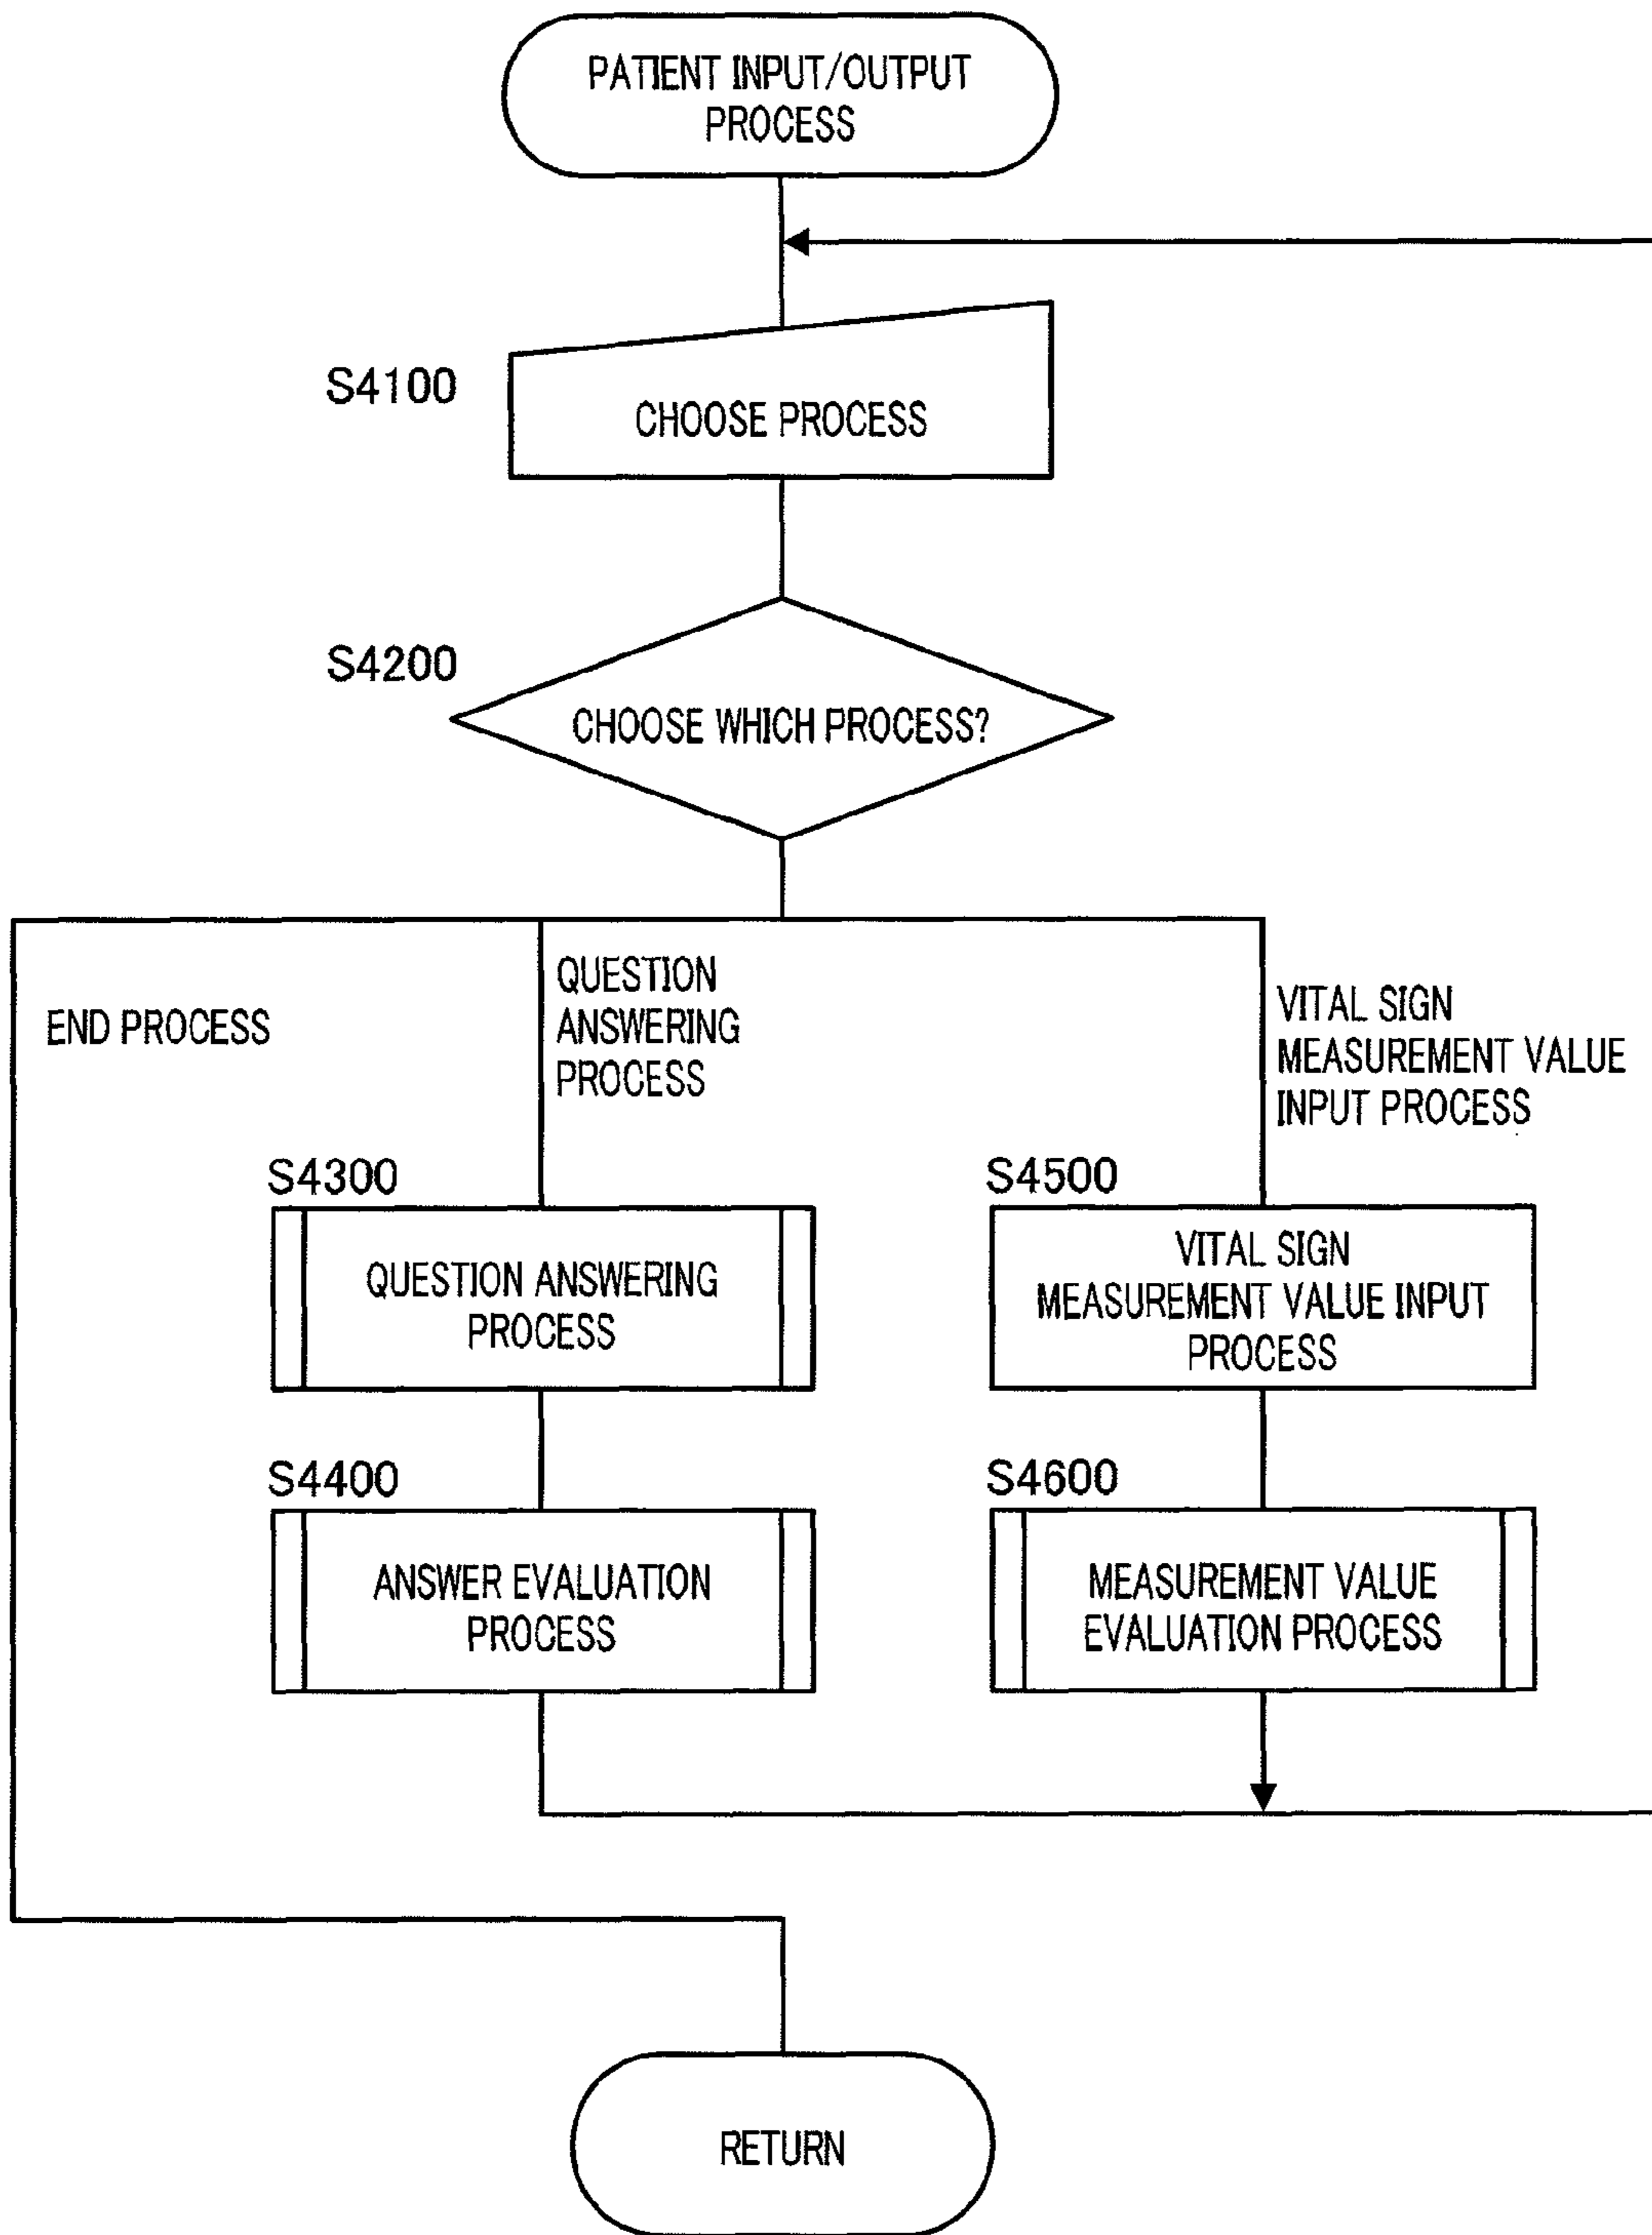 PATIENT INPUT/OUTPUT
PROCESS
S4100
CHOOSE PROCESS
S4200
CHOOSE WHICH PROCESS?
END PROCESS
QUESTION
ANSWERING
PROCESS
VITAL SIGN
MEASUREMENT VALUE
INPUT PROCESS
S4300
QUESTION ANSWERING
PROCESS
S4500
VITAL SIGN
MEASUREMENT VALUE INPUT
PROCESS
S4400
ANSWER EVALUATION
PROCESS
S4600
MEASUREMENT VALUE
EVALUATION PROCESS
RETURN